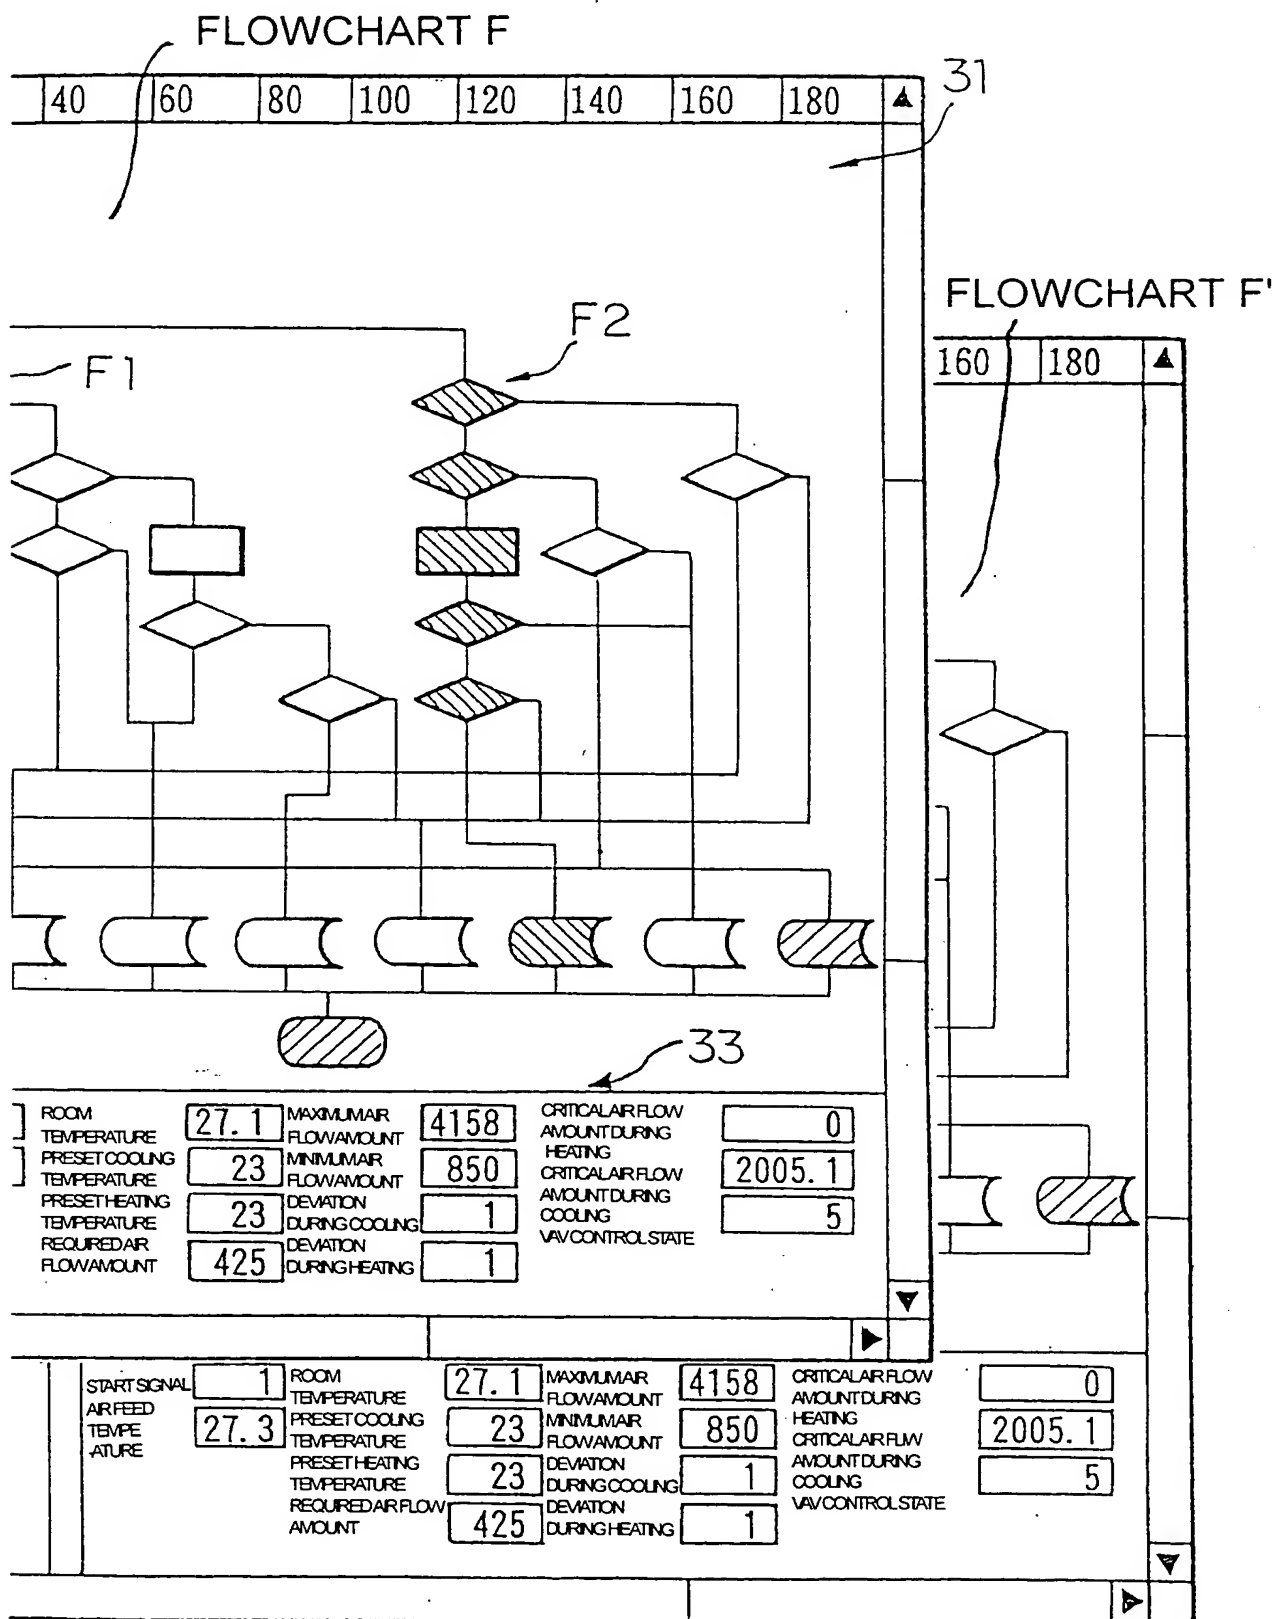 FLOWCHART F
40 60 80 100 120 140 160 180
31
FLOWCHART F'
160 180
F1
F2
33
ROOM
TEMPERATURE
27.1
PRESET COOLING
TEMPERATURE
23
PRESET HEATING
TEMPERATURE
23
REQUIRED AIR
FLOW AMOUNT
425
MAXIMUM AIR
FLOW AMOUNT
4158
MINIMUM AIR
FLOW AMOUNT
850
DEVIATION
DURING COOLING
1
DEVIATION
DURING HEATING
1
CRITICAL AIR FLOW
AMOUNT DURING
HEATING
0
CRITICAL AIR FLOW
AMOUNT DURING
COOLING
2005.1
VAV CONTROL STATE
5
START SIGNAL
1
AIR FEED
TEMPE
ATURE
27.3
ROOM
TEMPERATURE
27.1
PRESET COOLING
TEMPERATURE
23
PRESET HEATING
TEMPERATURE
23
REQUIRED AIR FLOW
AMOUNT
425
MAXIMUM AIR
FLOW AMOUNT
4158
MINIMUM AIR
FLOW AMOUNT
850
DEVIATION
DURING COOLING
1
DEVIATION
DURING HEATING
1
CRITICAL AIR FLOW
AMOUNT DURING
HEATING
0
CRITICAL AIR FLW
AMOUNT DURING
COOLING
2005.1
VAV CONTROL STATE
5